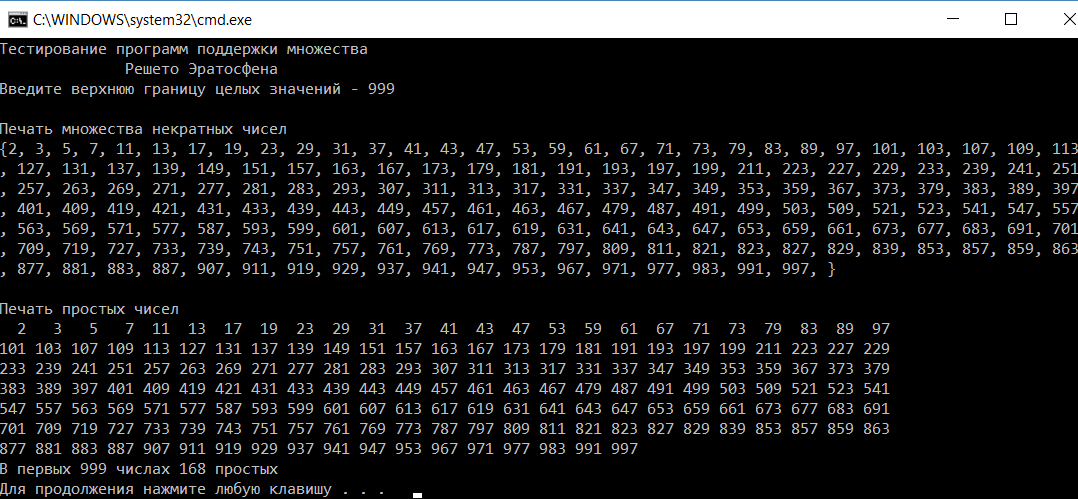 C:\WINDOWS\system32\cmd.exe
Тестирование программ поддержки множества
Решето Эратосфена
Введите верхнюю границу целых значений - 999
Печать множества некратных чисел
{2, 3, 5, 7, 11, 13, 17, 19, 23, 29, 31, 37, 41, 43, 47, 53, 59, 61, 67, 71, 73, 79, 83, 89, 97, 101, 103, 107, 109, 113
, 127, 131, 137, 139, 149, 151, 157, 163, 167, 173, 179, 181, 191, 193, 197, 199, 211, 223, 227, 229, 233, 239, 241, 251
, 257, 263, 269, 271, 277, 281, 283, 293, 307, 311, 313, 317, 331, 337, 347, 349, 353, 359, 367, 373, 379, 383, 389, 397
, 401, 409, 419, 421, 431, 433, 439, 443, 449, 457, 461, 463, 467, 479, 487, 491, 499, 503, 509, 521, 523, 541, 547, 557
, 563, 569, 571, 577, 587, 593, 599, 601, 607, 613, 617, 619, 631, 641, 643, 647, 653, 659, 661, 673, 677, 683, 691, 701
, 709, 719, 727, 733, 739, 743, 751, 757, 761, 769, 773, 787, 797, 809, 811, 821, 823, 827, 829, 839, 853, 857, 859, 863
, 877, 881, 883, 887, 907, 911, 919, 929, 937, 941, 947, 953, 967, 971, 977, 983, 991, 997, }
Печать простых чисел
2 3 5 7 11 13 17 19 23 29 31 37 41 43 47 53 59 61 67 71 73 79 83 89 97
101 103 107 109 113 127 131 137 139 149 151 157 163 167 173 179 181 191 193 197 199 211 223 227 229
233 239 241 251 257 263 269 271 277 281 283 293 307 311 313 317 331 337 347 349 353 359 367 373 379
383 389 397 401 409 419 421 431 433 439 443 449 457 461 463 467 479 487 491 499 503 509 521 523 541
547 557 563 569 571 577 587 593 599 601 607 613 617 619 631 641 643 647 653 659 661 673 677 683 691
701 709 719 727 733 739 743 751 757 761 769 773 787 797 809 811 821 823 827 829 839 853 857 859 863
877 881 883 887 907 911 919 929 937 941 947 953 967 971 977 983 991 997
В первых 999 числах 168 простых
Для продолжения нажмите любую клавишу . . .